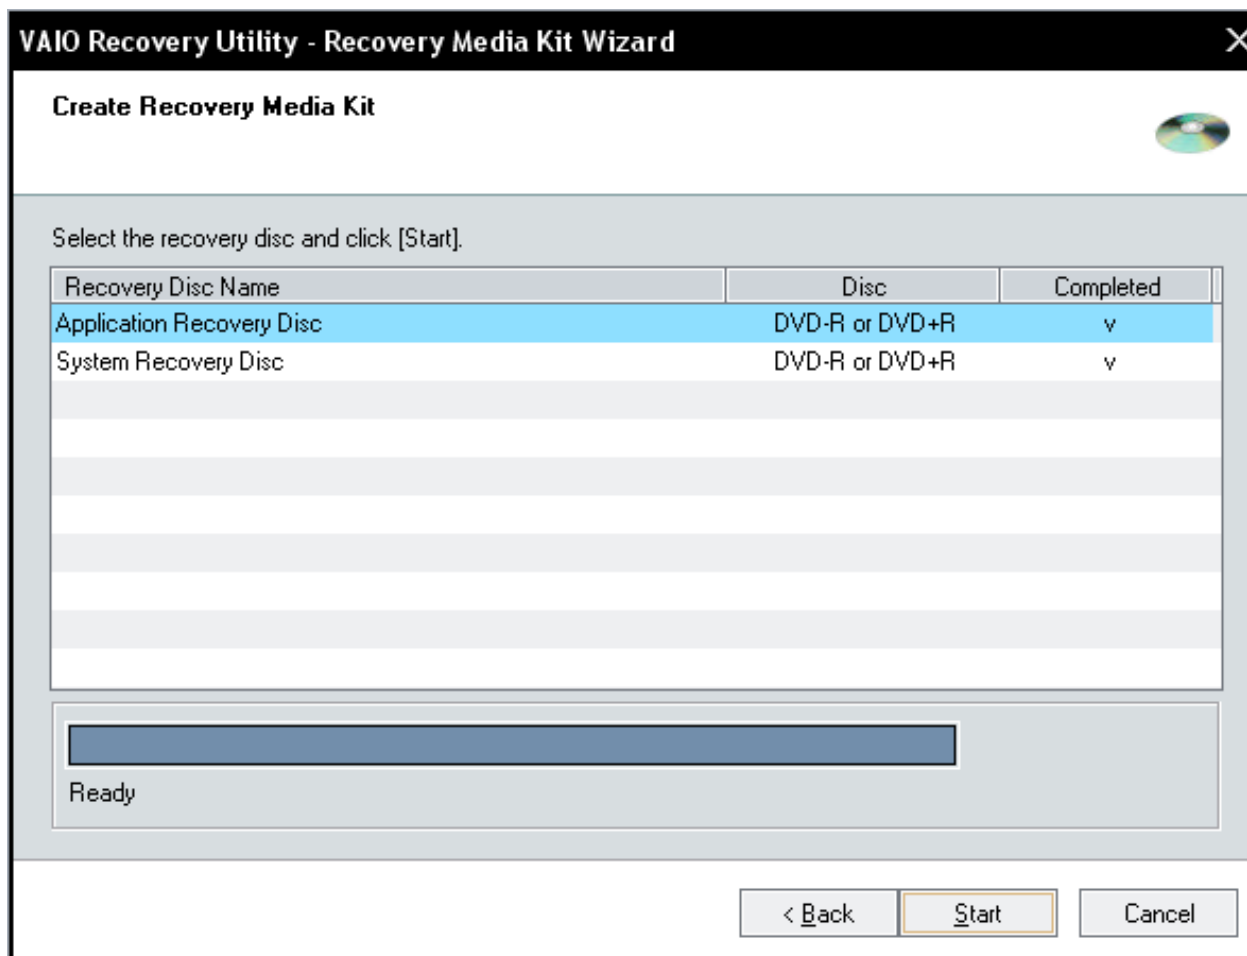 VAIO Recovery Utility - Recovery Media Kit Wizard
Create Recovery Media Kit
Select the recovery disc and click [Start].
Recovery Disc Name Disc Completed
Application Recovery Disc DVD-R or DVD+R v
System Recovery Disc DVD-R or DVD+R v
Ready
< Back Start Cancel